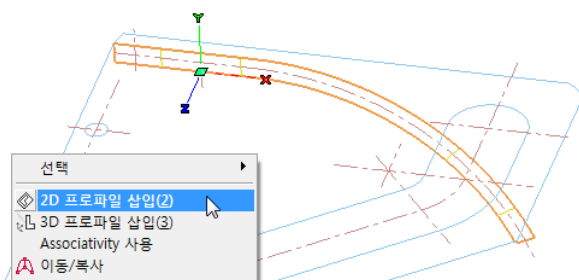 Y
X
Z
선택
2D 프로파일 삽입(2)
3D 프로파일 삽입(3)
Associativity 사용
이동/복사